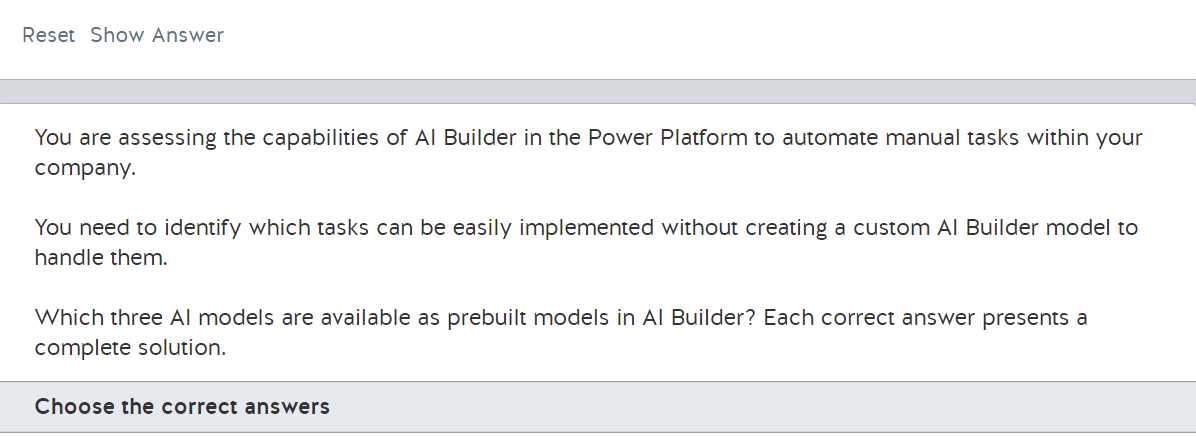 Reset Show Answer
You are assessing the capabilities of AI Builder in the Power Platform to automate manual tasks within your
company.
You need to identify which tasks can be easily implemented without creating a custom AI Builder model to
handle them.
Which three AI models are available as prebuilt models in AI Builder? Each correct answer presents a
complete solution.
Choose the correct answers